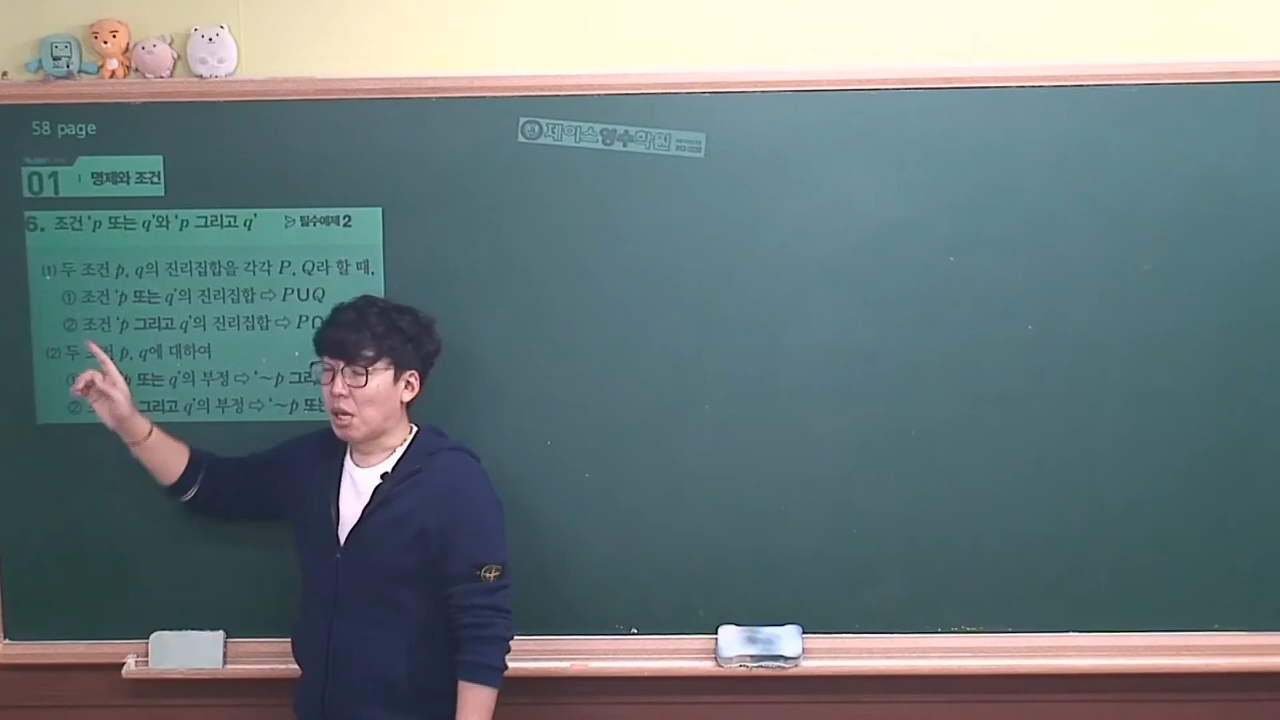 58 page
제이스영수학원
01 명제와 조건
6. 조건 'p 또는 q'와 'p 그리고 q' 필수예제 2
(1) 두 조건 p, q의 진리집합을 각각 P, Q라 할 때,
① 조건 'p 또는 q'의 진리집합 ⇨ P∪Q
② 조건 'p 그리고 q'의 진리집합 ⇨ P∩
(2) 두 조건 p, q에 대하여
또는 q'의 부정 ⇨ '~p 그리
② 그리고 q'의 부정 ⇨ '~p 또는